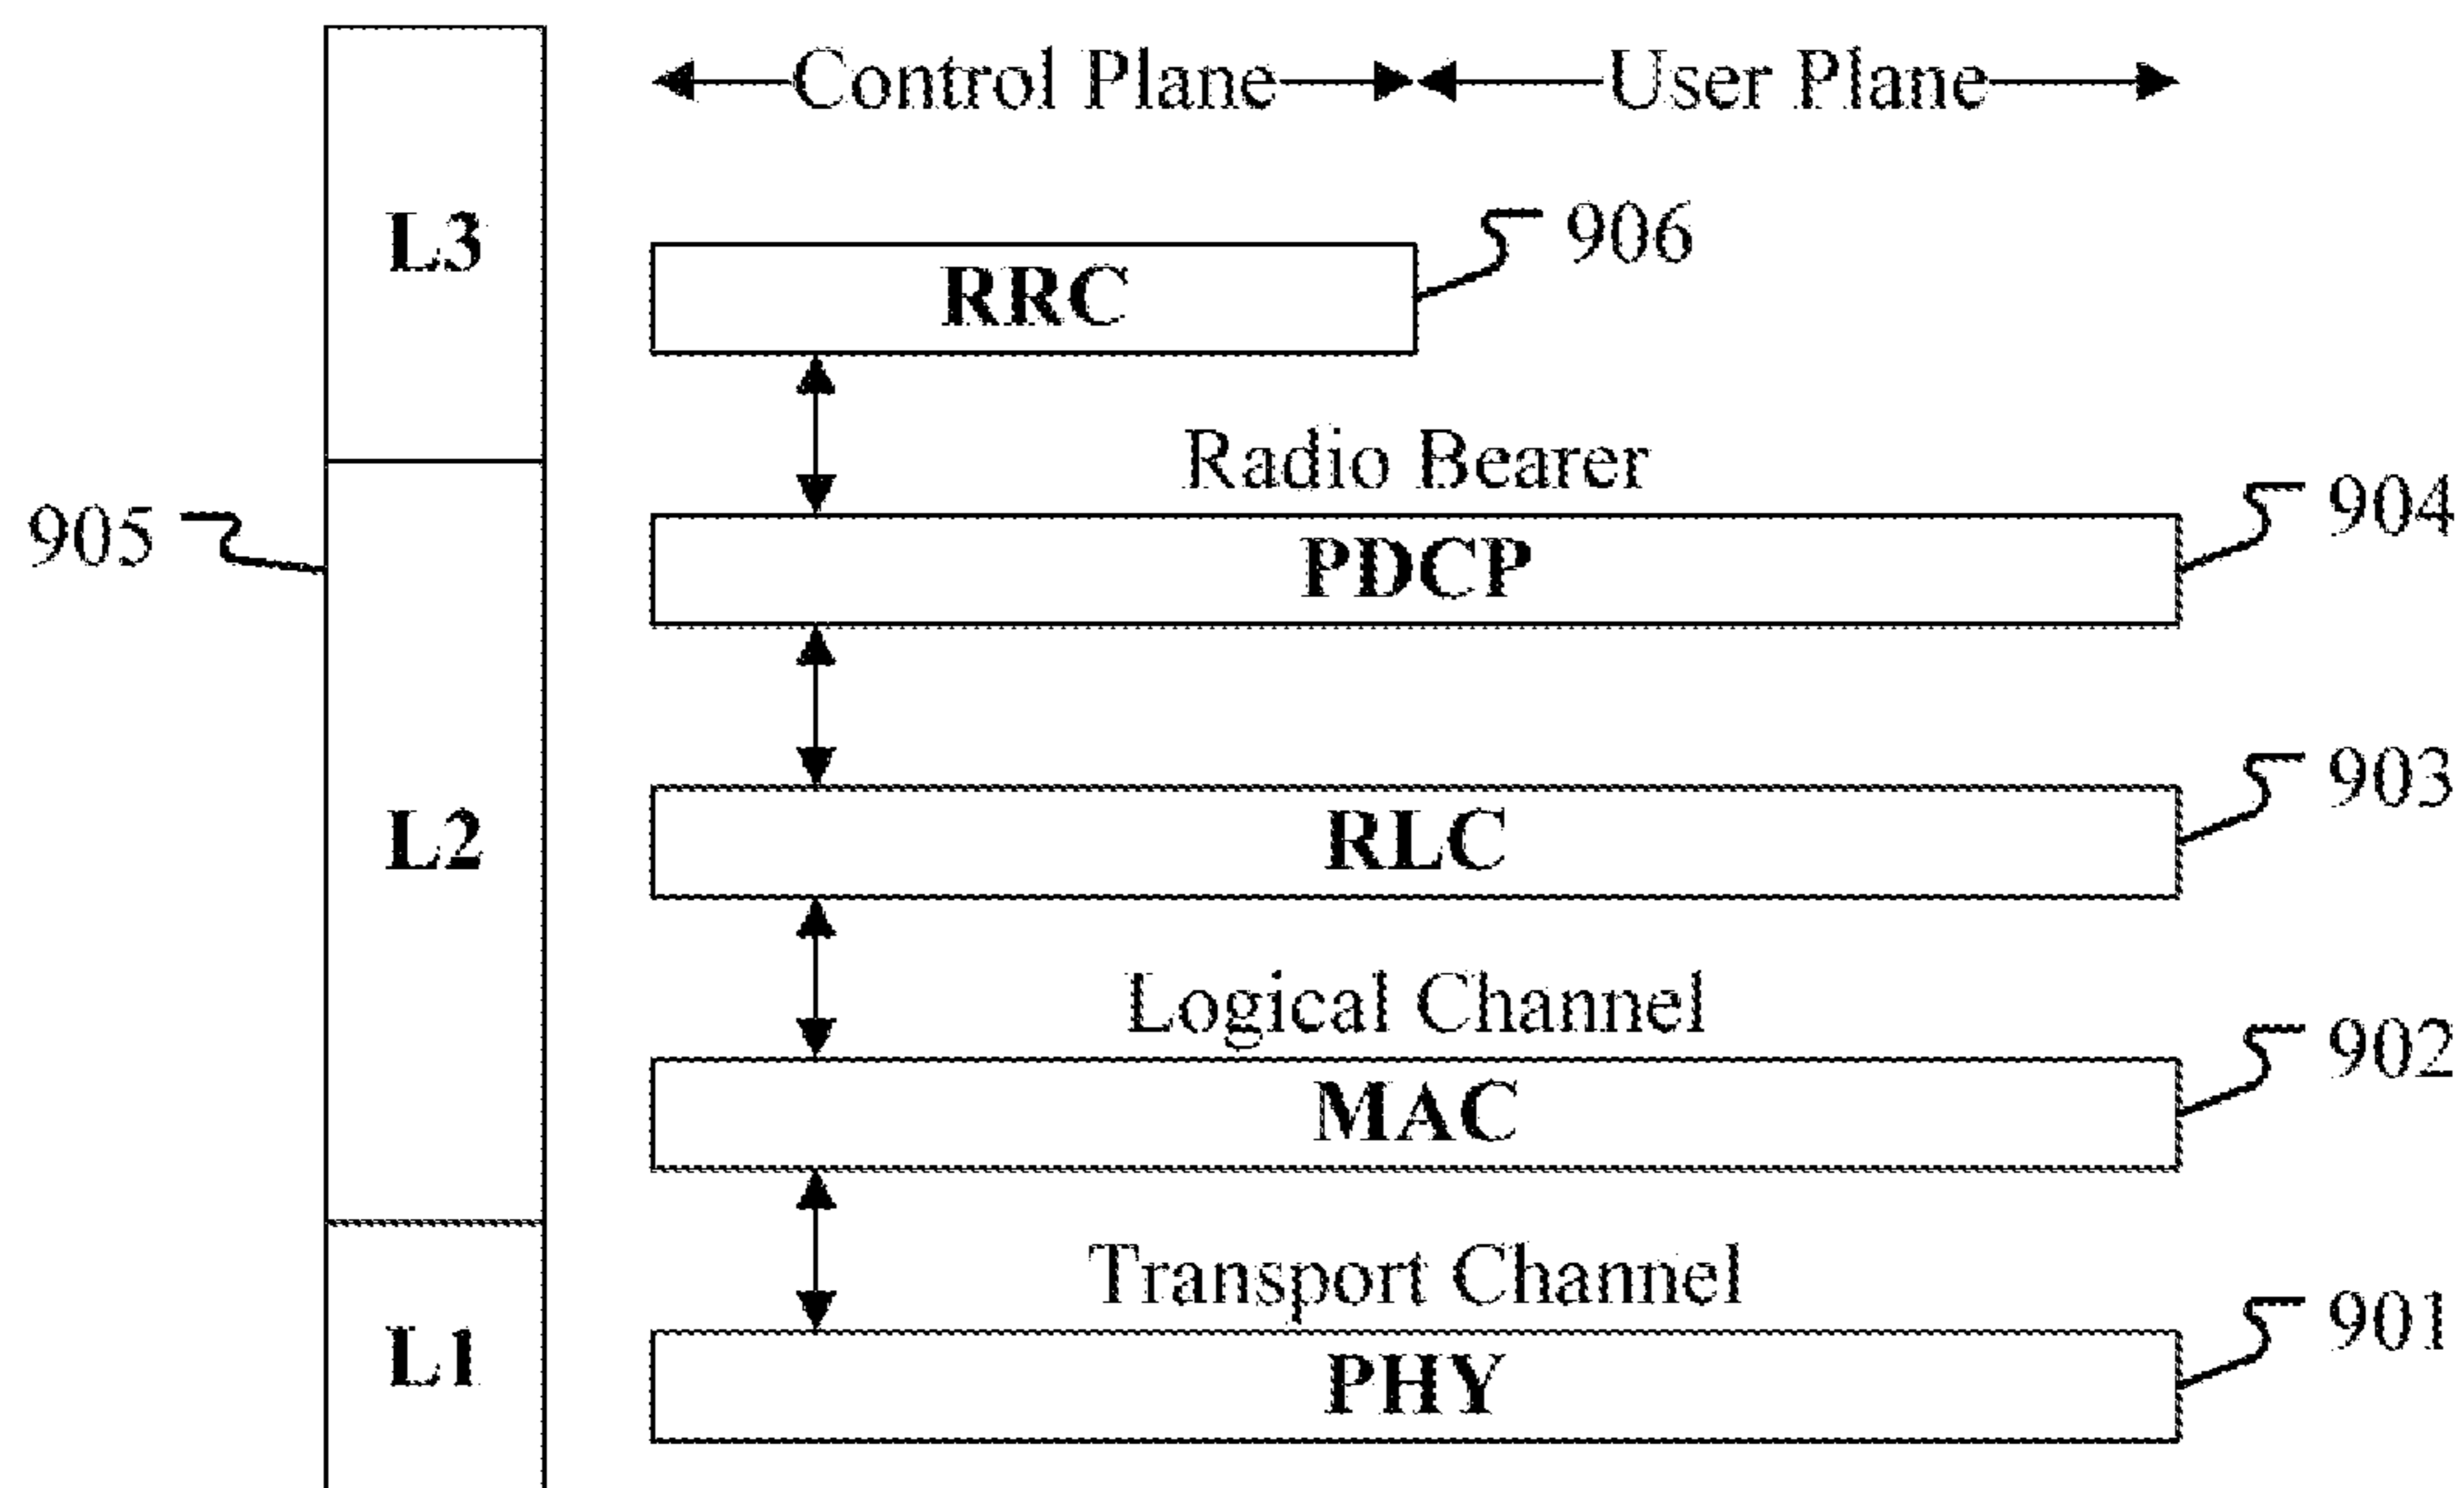 Control Plane User Plane
L3
906
RRC
Radio Bearer
904
905
PDCP
903
L2
RLC
Logical Channel
902
MAC
Transport Channel
901
L1
PHY